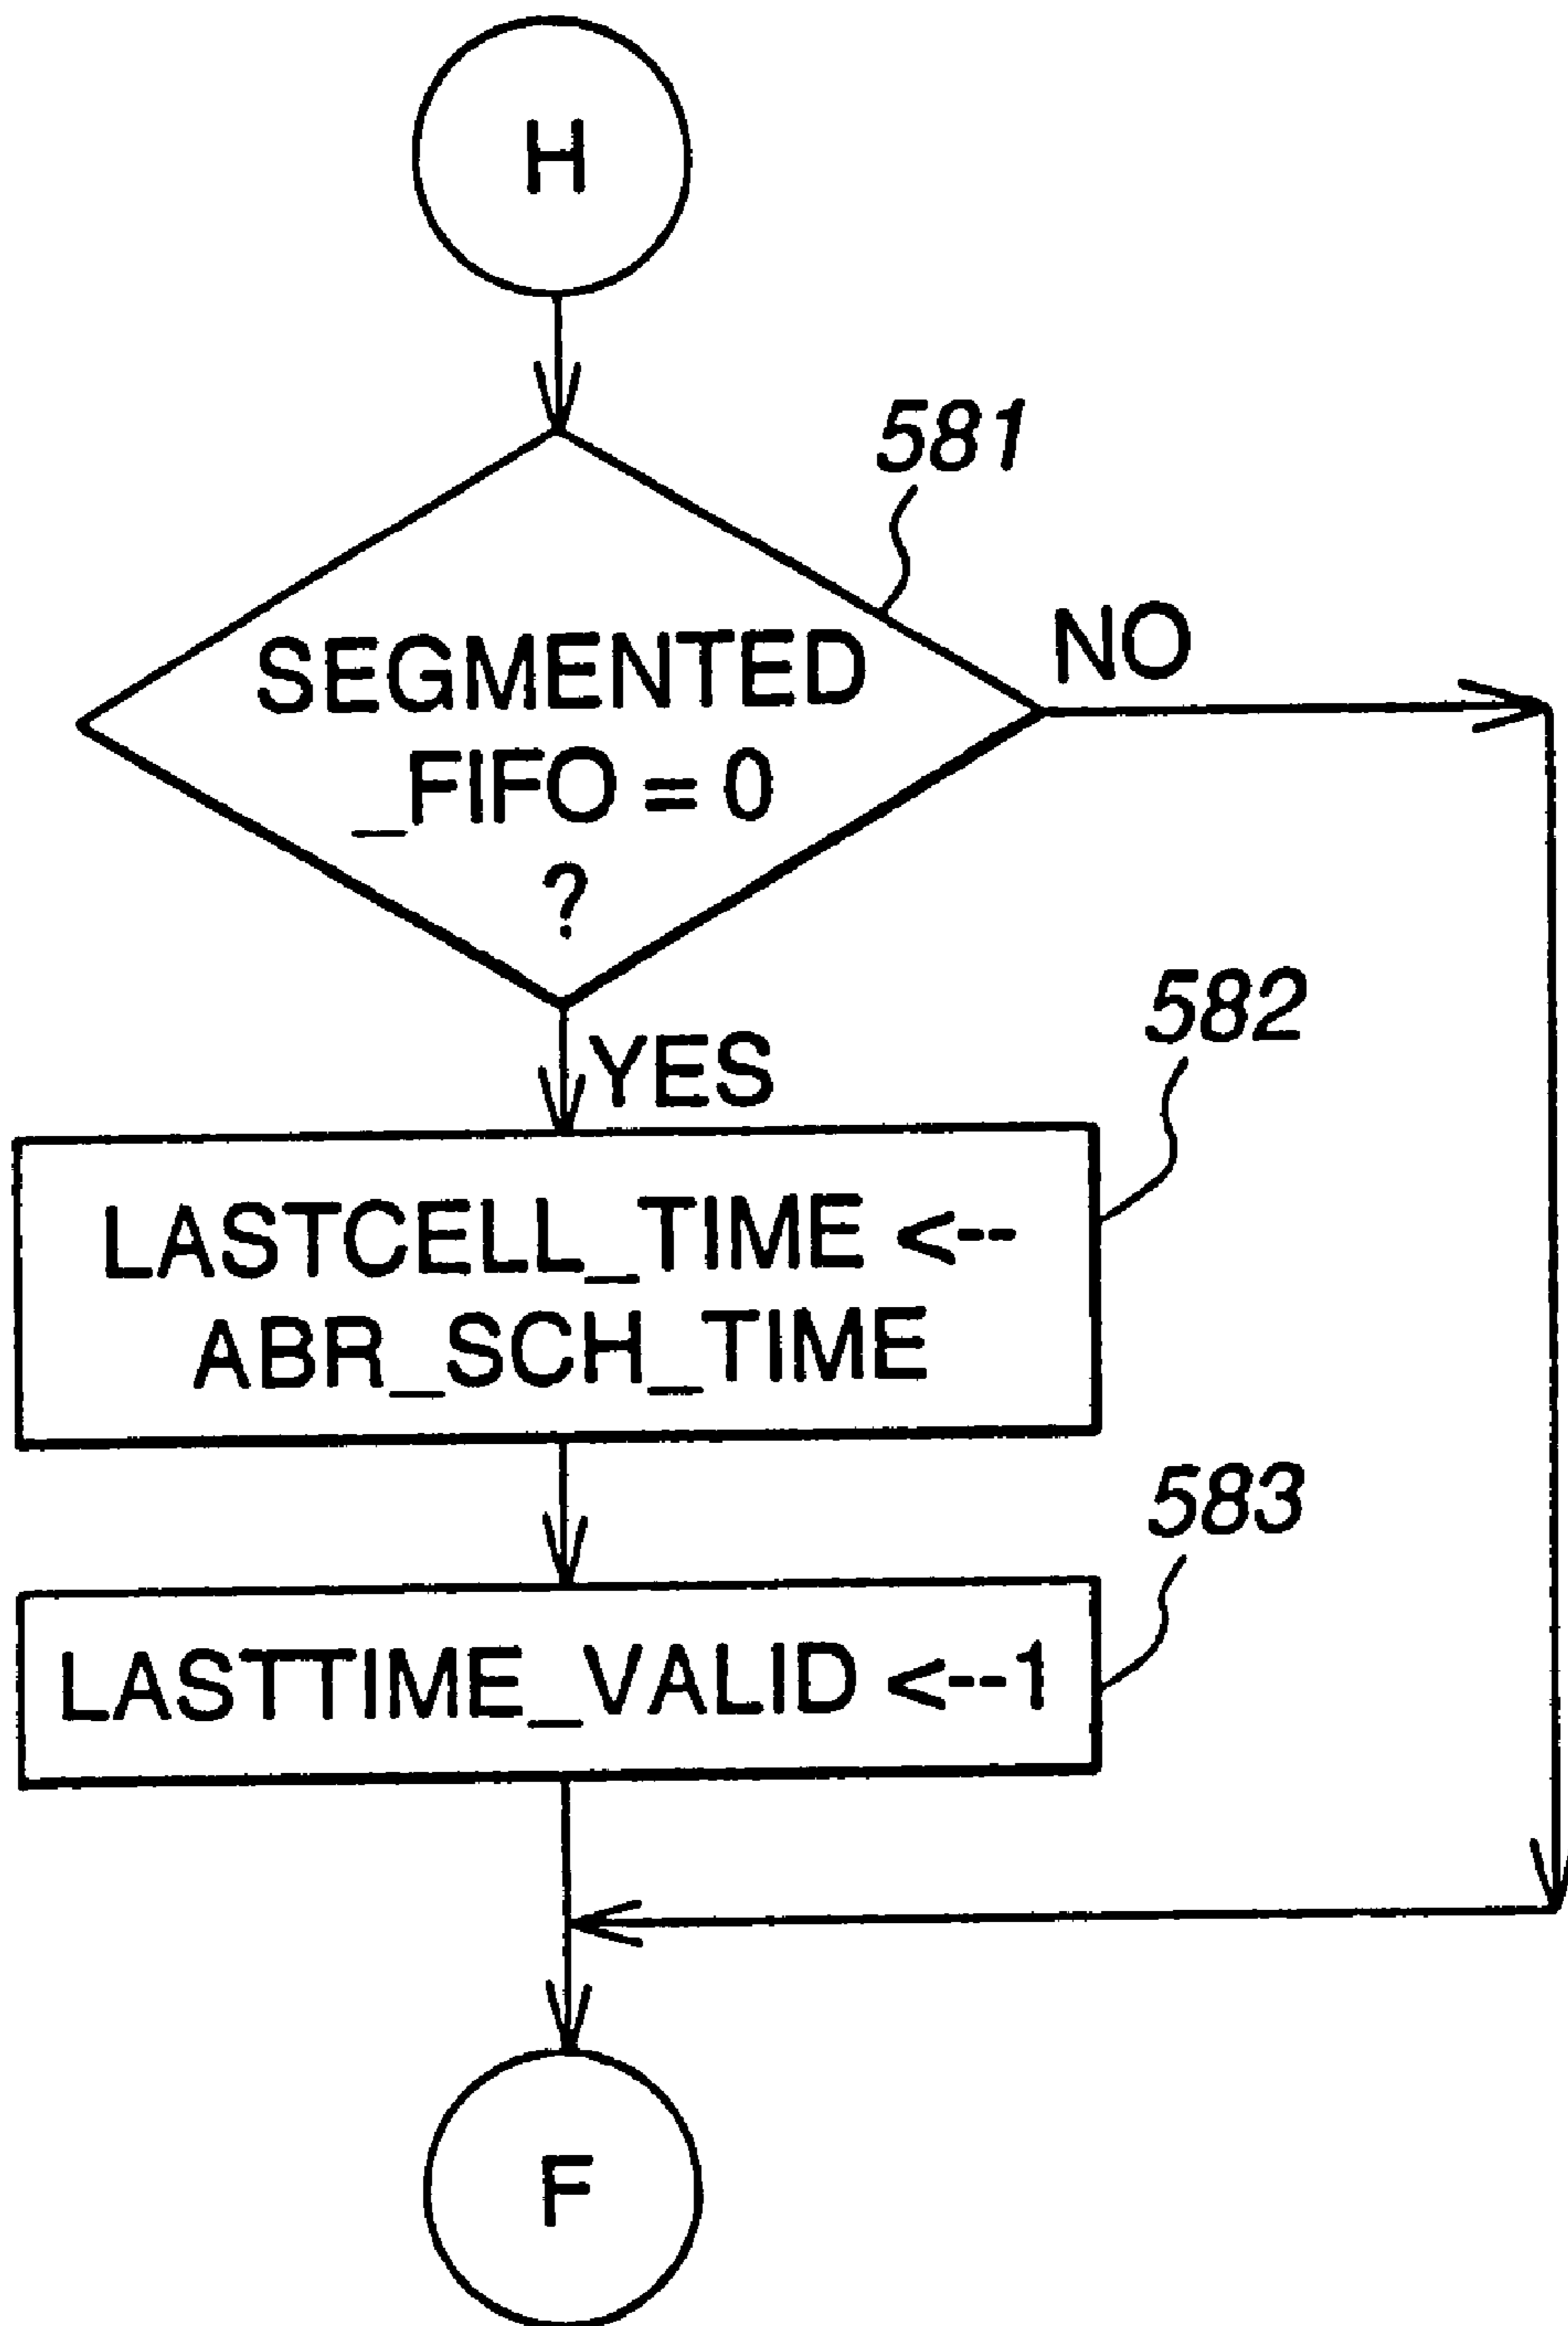 H
581
SEGMENTED
_FIFO = 0
?
NO
YES
582
LASTCELL_TIME <--
ABR_SCH_TIME
583
LASTTIME_VALID <--1
F